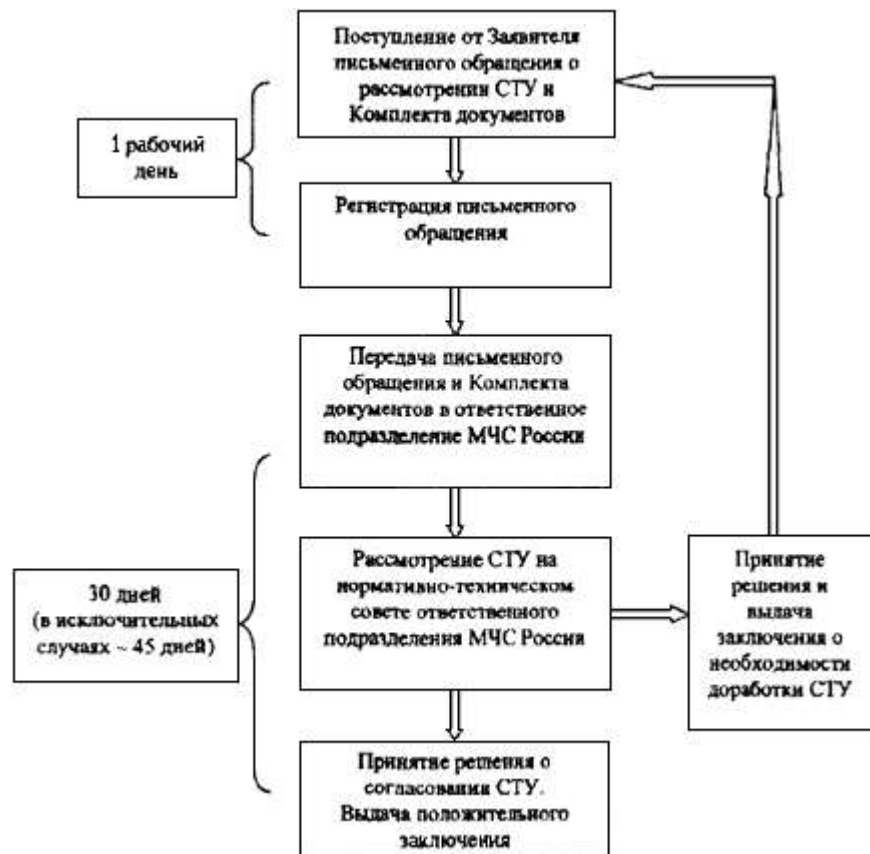 Поступление от Заявителя
письменного обращения о
рассмотрении СТУ и
Комплекта документов
1 рабочий
день
Регистрация письменного
обращения
Передача письменного
обращения и Комплекта
документов в ответственное
подразделение МЧС России
30 дней
(в исключительных
случаях ~ 45 дней)
Рассмотрение СТУ на
нормативно-техническом
совете ответственного
подразделения МЧС России
Принятие
решения и
выдача
заключения о
необходимости
доработки СТУ
Принятие решения о
согласовании СТУ.
Выдача положительного
заключения